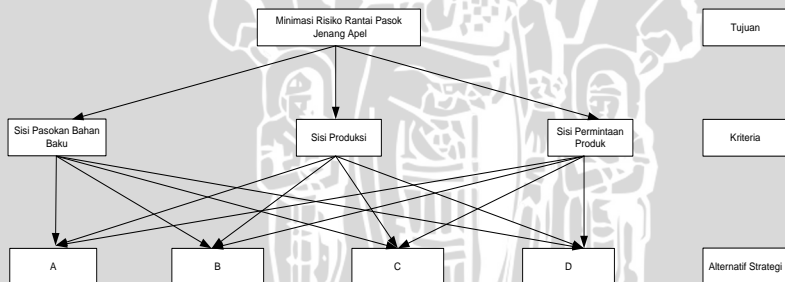 Minimasi Risiko Rantai Pasok
Jenang Apel
Tujuan
Sisi Pasokan Bahan
Baku
Sisi Produksi
Sisi Permintaan
Produk
Kriteria
A
B
C
D
Alternatif Strategi